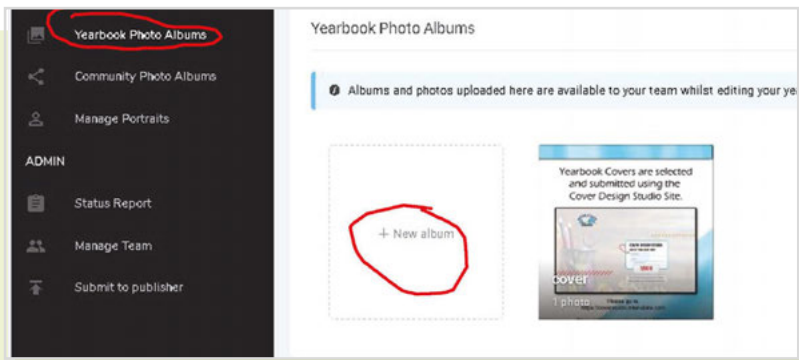 Yearbook Photo Albums
Community Photo Albums
Manage Portraits
ADMIN
Status Report
Manage Team
Submit to publisher
Yearbook Photo Albums
Albums and photos uploaded here are available to your team whilst editing your yea
+ New album
Yearbook Covers are selected
and submitted using the
Cover Design Studio Site.
cover
1 photo